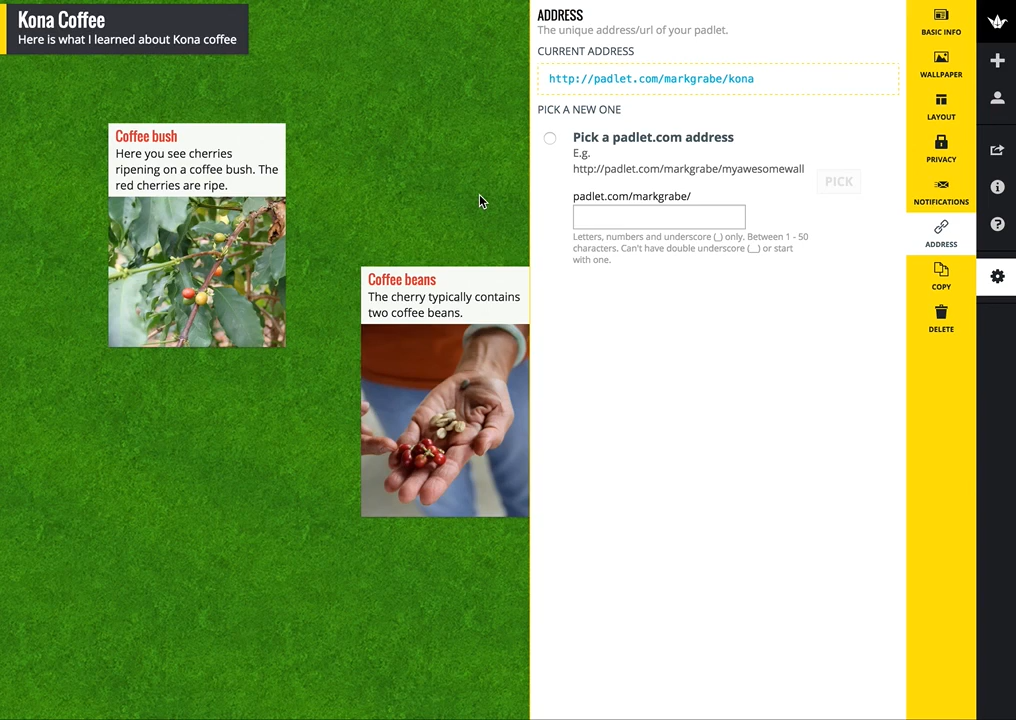 Kona Coffee
Here is what I learned about Kona coffee
Coffee bush
Here you see cherries
ripening on a coffee bush. The
red cherries are ripe.
Coffee beans
The cherry typically contains
two coffee beans.
ADDRESS
The unique address/url of your padlet.
CURRENT ADDRESS
http://padlet.com/markgrabe/kona
PICK A NEW ONE
Pick a padlet.com address
E.g.
http://padlet.com/markgrabe/myawesomewall
PICK
padlet.com/markgrabe/
Letters, numbers and underscore (_) only. Between 1 - 50
characters. Can't have double underscore (__) or start
with one.
BASIC INFO
WALLPAPER
LAYOUT
PRIVACY
NOTIFICATIONS
ADDRESS
COPY
DELETE